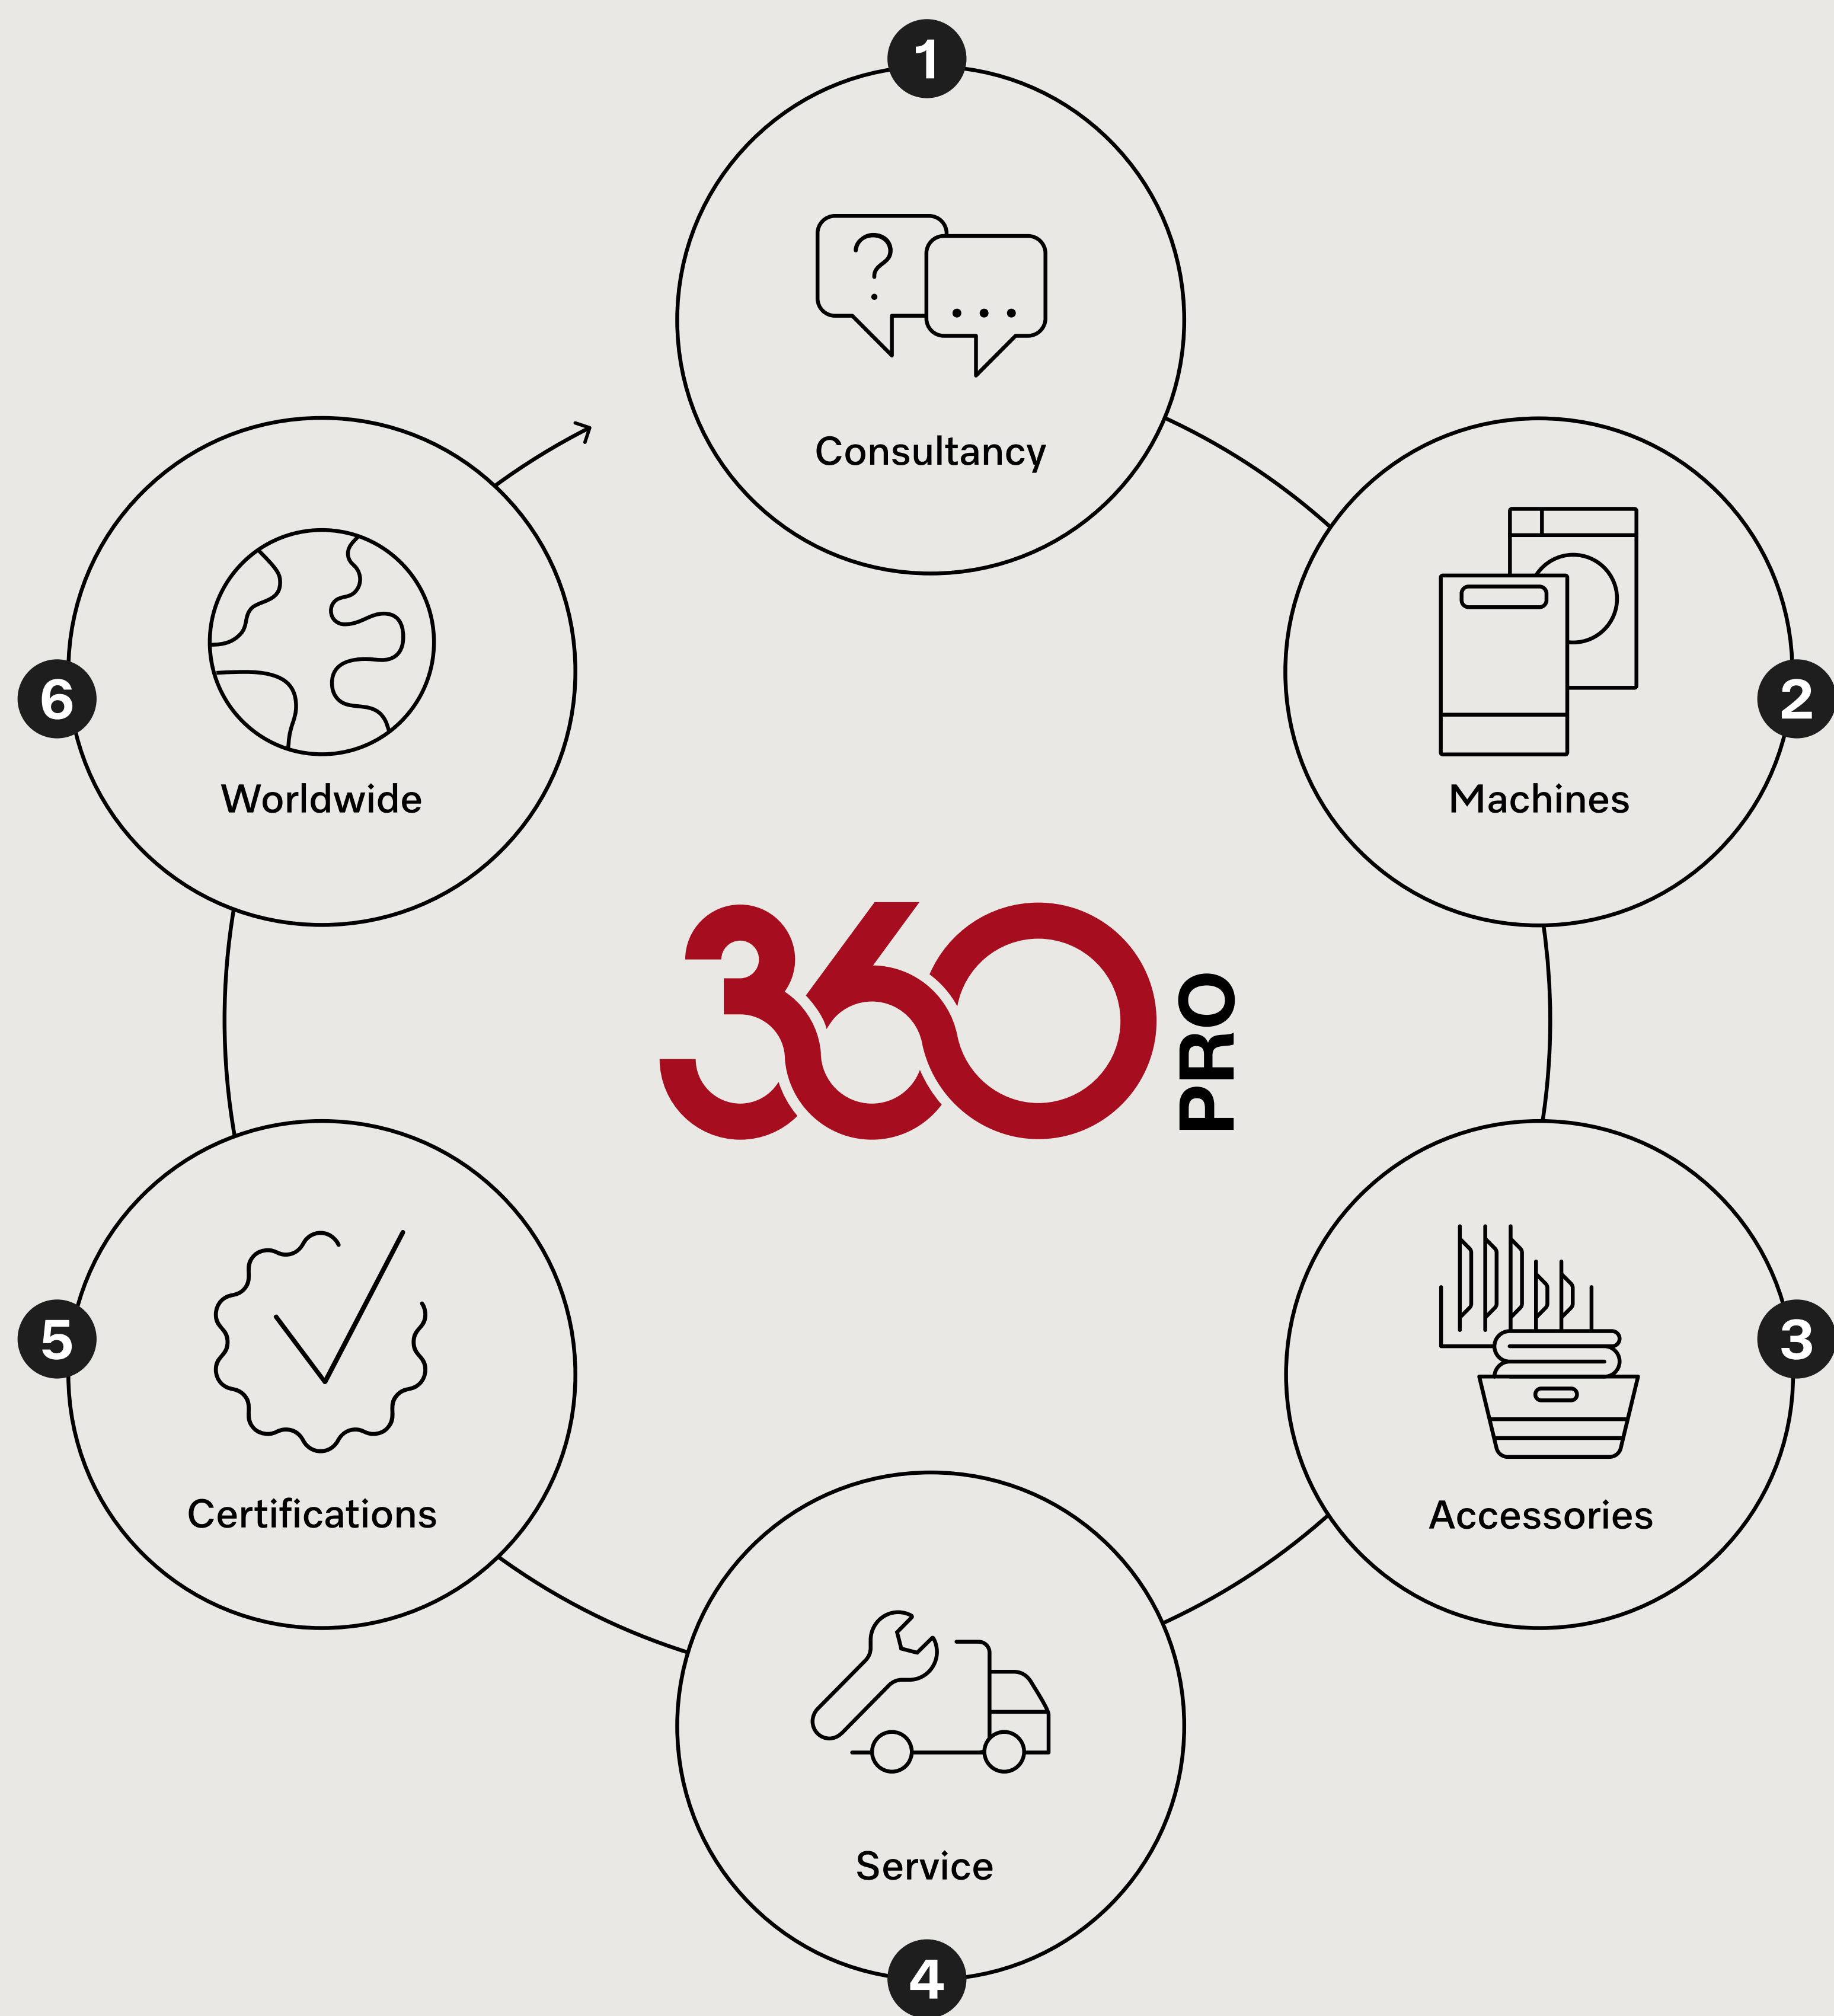 1
Consultancy
2
Machines
3
Accessories
4
Service
5
Certifications
6
Worldwide
360 PRO